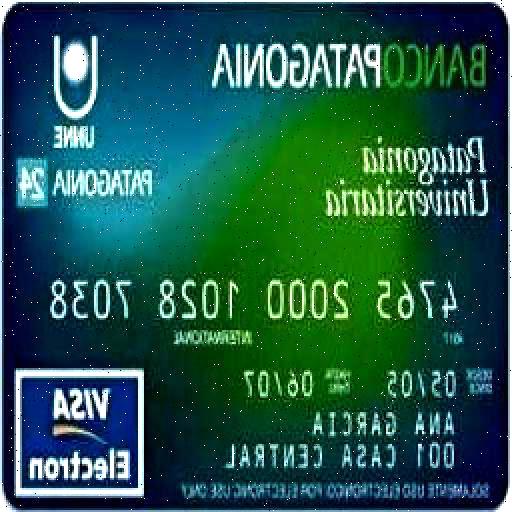 BANCOPATAGONIA
UNNE
Patagonia
Universitaria
PATAGONIA 24
4765 2000 1028 7038
INTERNATIONAL
05/05 06/07
ANA GARCIA
001 CASA CENTRAL
VISA
Electron
SOLAMENTE USO ELECTRONICO FOR ELECTRONIC USE ONLY